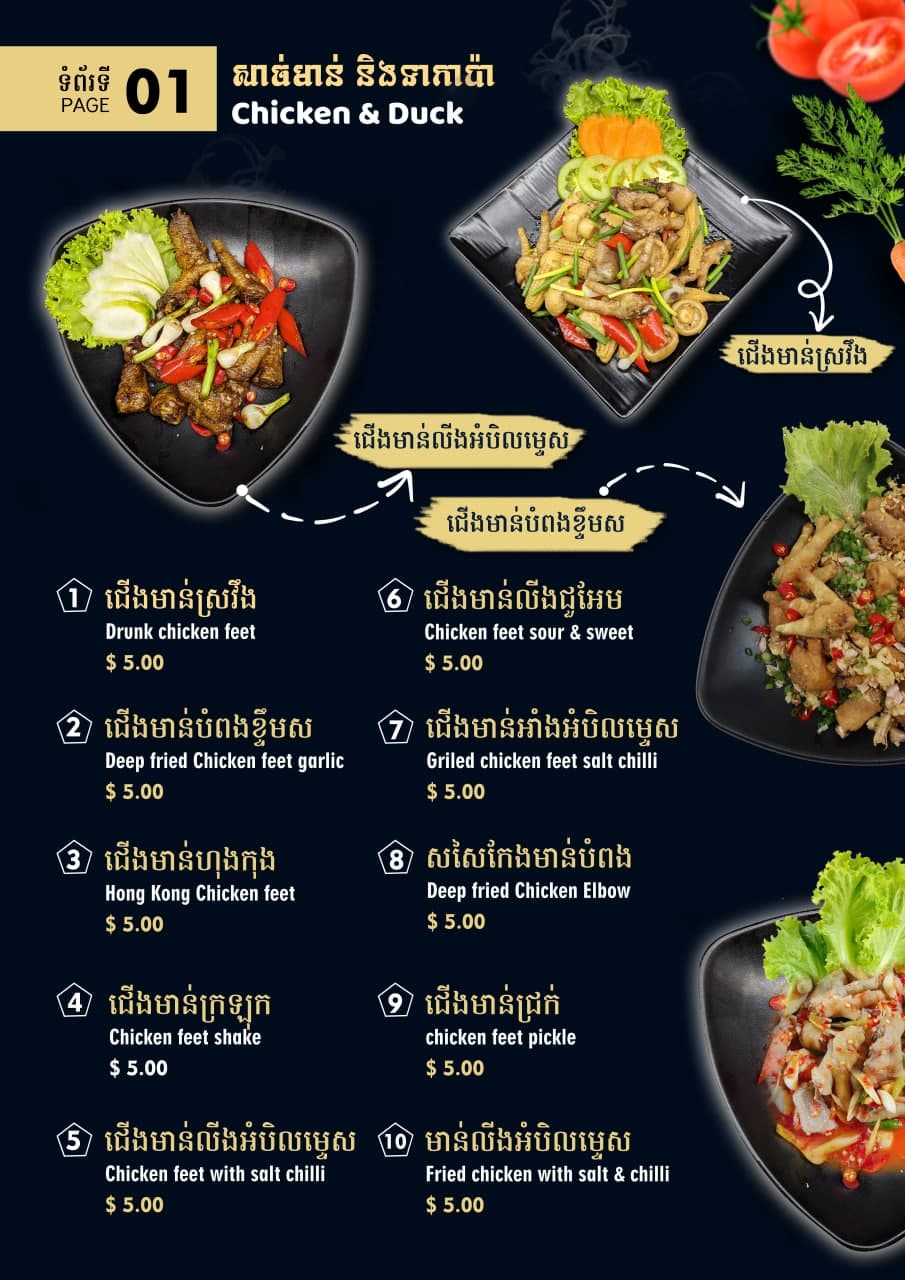 ទំព័រទី
PAGE
01
សាច់មាន់ និងទាកាប៉ា
Chicken & Duck
ជើងមាន់ស្រវឹង
ជើងមាន់លីងអំបិលម្ទេស
ជើងមាន់បំពងខ្ទឹមស
1
ជើងមាន់ស្រវឹង
Drunk chicken feet
$ 5.00
2
ជើងមាន់បំពងខ្ទឹមស
Deep fried Chicken feet garlic
$ 5.00
3
ជើងមាន់ហុងកុង
Hong Kong Chicken feet
$ 5.00
4
ជើងមាន់ក្រឡុក
Chicken feet shake
$ 5.00
5
ជើងមាន់លីងអំបិលម្ទេស
Chicken feet with salt chilli
$ 5.00
6
ជើងមាន់លីងជួរអែម
Chicken feet sour & sweet
$ 5.00
7
ជើងមាន់អាំងអំបិលម្ទេស
Griled chicken feet salt chilli
$ 5.00
8
សសៃកែងមាន់បំពង
Deep fried Chicken Elbow
$ 5.00
9
ជើងមាន់ជ្រក់
chicken feet pickle
$ 5.00
10
មាន់លីងអំបិលម្ទេស
Fried chicken with salt & chilli
$ 5.00